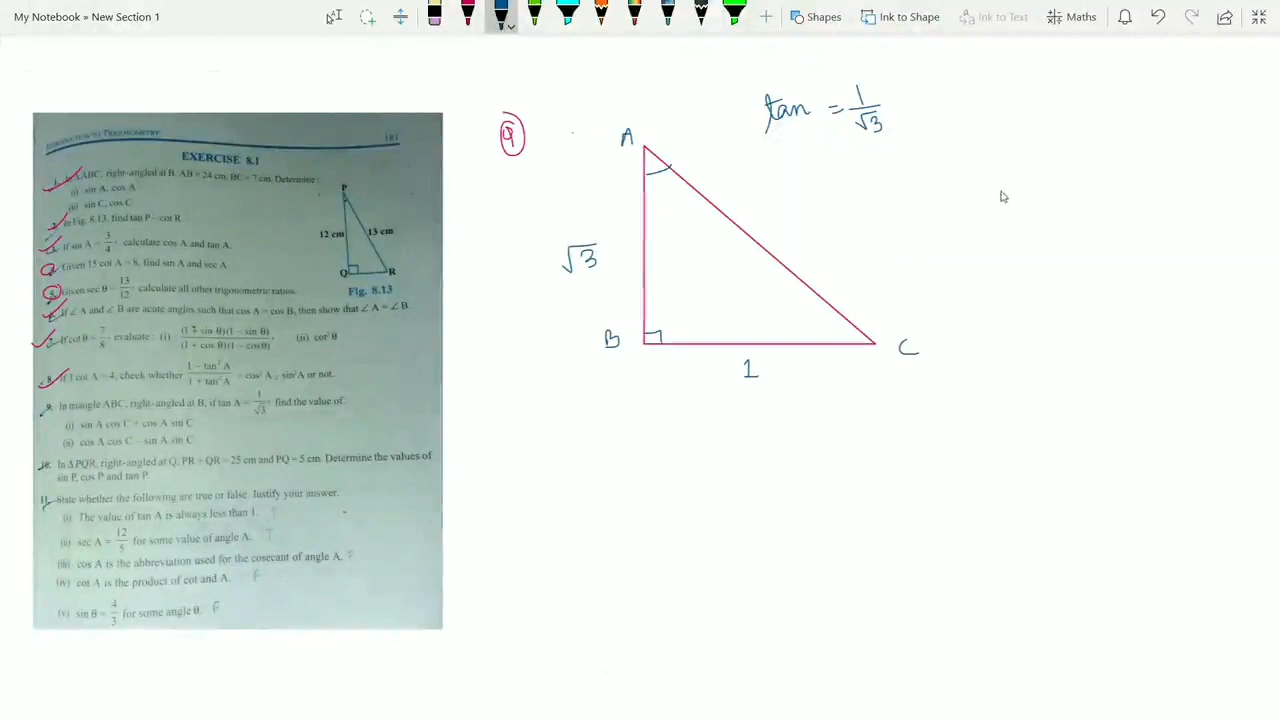 My Notebook » New Section 1
Shapes
Ink to Shape
Ink to Text
Maths
INTRODUCTION TO TRIGONOMETRY
EXERCISE 8.1
1. In ΔABC, right-angled at B, AB = 24 cm, BC = 7 cm. Determine :
(i) sin A, cos A
(ii) sin C, cos C
2. In Fig. 8.13, find tan P – cot R.
3. If sin A = 3/4, calculate cos A and tan A.
Given 15 cot A = 8, find sin A and sec A.
5. Given sec θ = 13/12, calculate all other trigonometric ratios.
6. If ∠ A and ∠ B are acute angles such that cos A = cos B, then show that ∠ A = ∠ B.
7. If cot θ = 7/8, evaluate : (i) (1 + sin θ)(1 – sin θ)/(1 + cos θ)(1 – cos θ), (ii) cot² θ
8. If 3 cot A = 4, check whether 1 – tan² A/1 + tan² A = cos² A – sin² A or not.
9. In triangle ABC, right-angled at B, if tan A = 1/√3, find the value of:
(i) sin A cos C + cos A sin C
(ii) cos A cos C – sin A sin C
10. In ΔPQR, right-angled at Q, PR + QR = 25 cm and PQ = 5 cm. Determine the values of
sin P, cos P and tan P.
11. State whether the following are true or false. Justify your answer.
(i) The value of tan A is always less than 1. T
(ii) sec A = 12/5 for some value of angle A. T
(iii) cos A is the abbreviation used for the cosecant of angle A. F
(iv) cot A is the product of cot and A. F
(v) sin θ = 4/3 for some angle θ. F
P
12 cm
13 cm
Q
R
Fig. 8.13
9
tan = 1/√3
A
√3
B
1
C